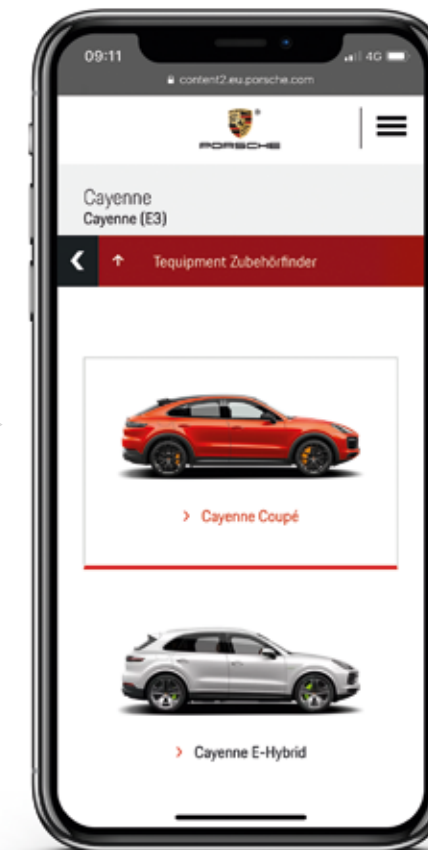 09:11
4G
content2.eu.porsche.com
PORSCHE
Cayenne
Cayenne (E3)
Tequipment Zubehörfinder
Cayenne Coupé
Cayenne E-Hybrid